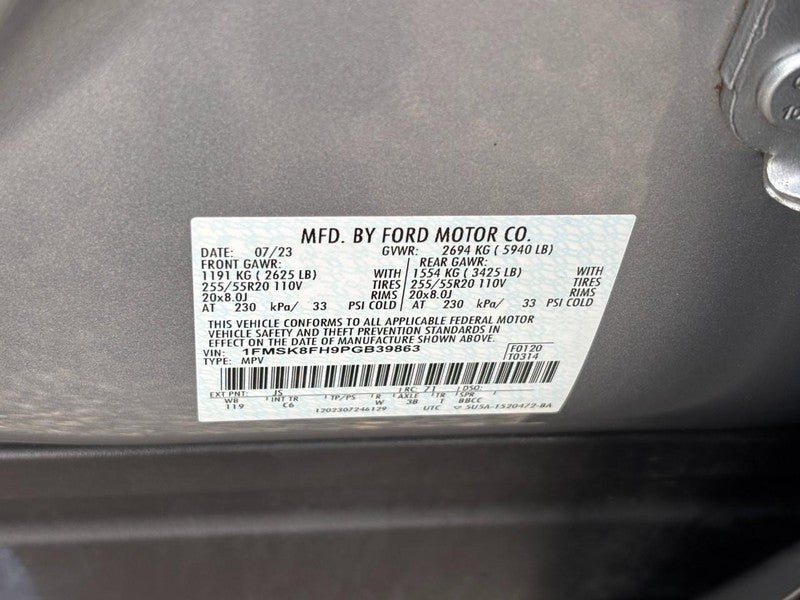 MFD. BY FORD MOTOR CO.
DATE: 07/23 GVWR: 2694 KG ( 5940 LB)
FRONT GAWR: REAR GAWR:
1191 KG ( 2625 LB) WITH 1554 KG ( 3425 LB) WITH
255/55R20 110V TIRES 255/55R20 110V TIRES
20x8.0J RIMS 20x8.0J RIMS
AT 230 kPa/ 33 PSI COLD AT 230 kPa/ 33 PSI COLD
THIS VEHICLE CONFORMS TO ALL APPLICABLE FEDERAL MOTOR
VEHICLE SAFETY AND THEFT PREVENTION STANDARDS IN
EFFECT ON THE DATE OF MANUFACTURE SHOWN ABOVE.
VIN: 1FMSK8FH9PGB39863 F0120
TYPE: MPV T0314
EXT PNT: JS RC: 71 DSO:
WB INT TR TP/PS R AXLE TR SPR
119 C6 W 3B BBCC
1202307246129 UTC 5U5A-1520472-BA
10